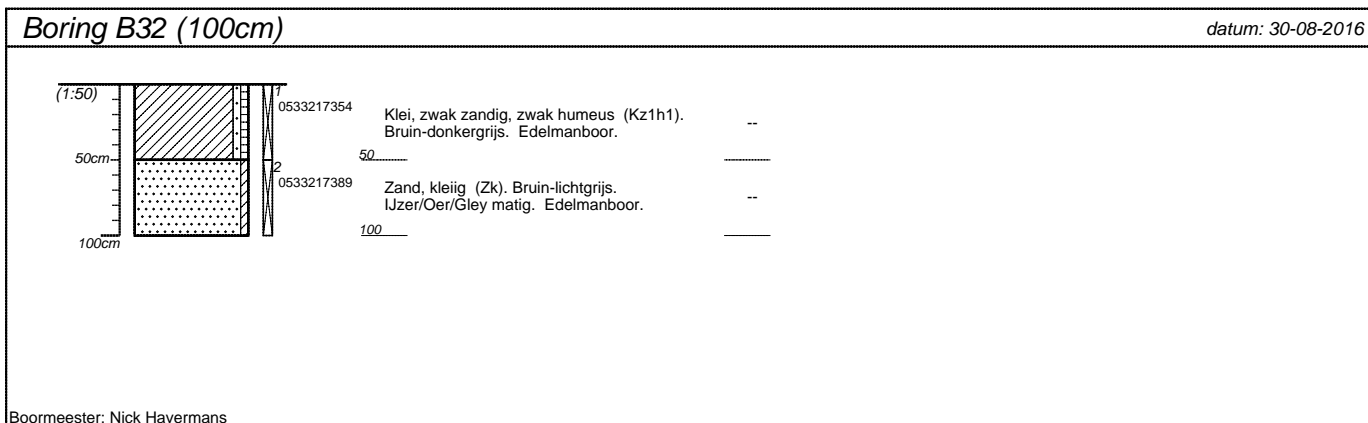 Boring B32 (100cm)
datum: 30-08-2016
(1:50)
1
0533217354
Klei, zwak zandig, zwak humeus (Kz1h1).
Bruin-donkergrijs. Edelmanboor.
--
50cm
50
2
0533217389
Zand, kleiig (Zk). Bruin-lichtgrijs.
IJzer/Oer/Gley matig. Edelmanboor.
--
100
100cm
Boormeester: Nick Havermans